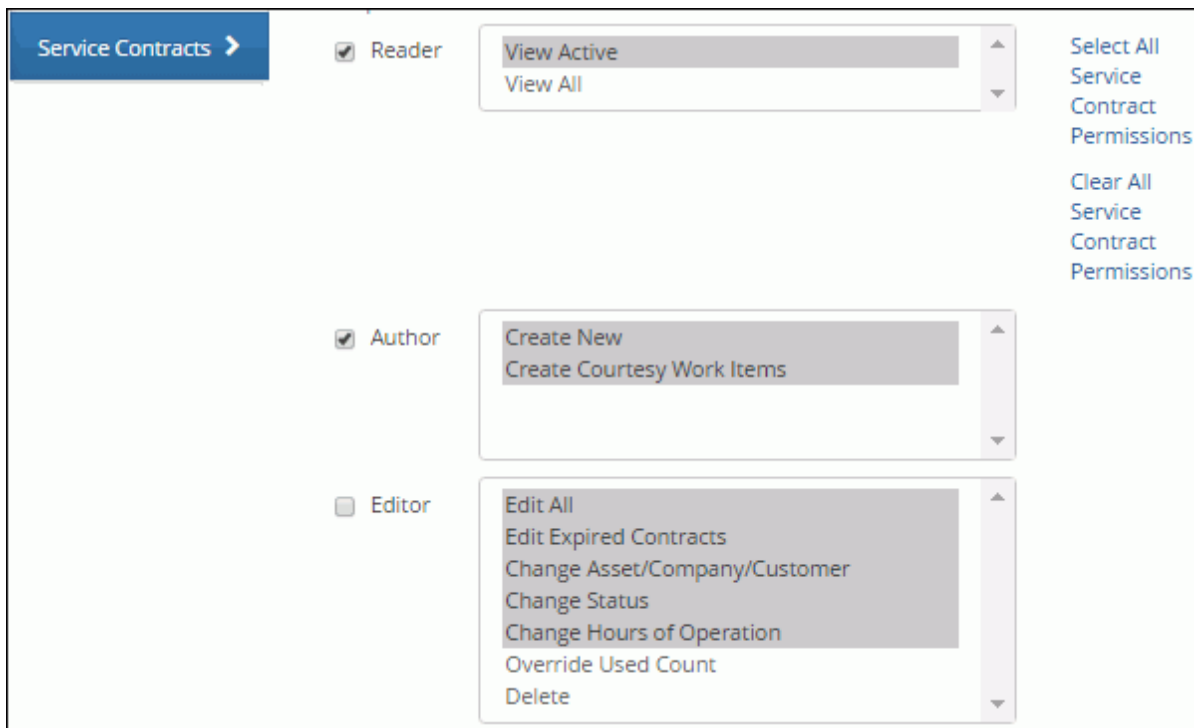 Service Contracts
Reader
View Active
View All
Select All
Service
Contract
Permissions
Clear All
Service
Contract
Permissions
Author
Create New
Create Courtesy Work Items
Editor
Edit All
Edit Expired Contracts
Change Asset/Company/Customer
Change Status
Change Hours of Operation
Override Used Count
Delete